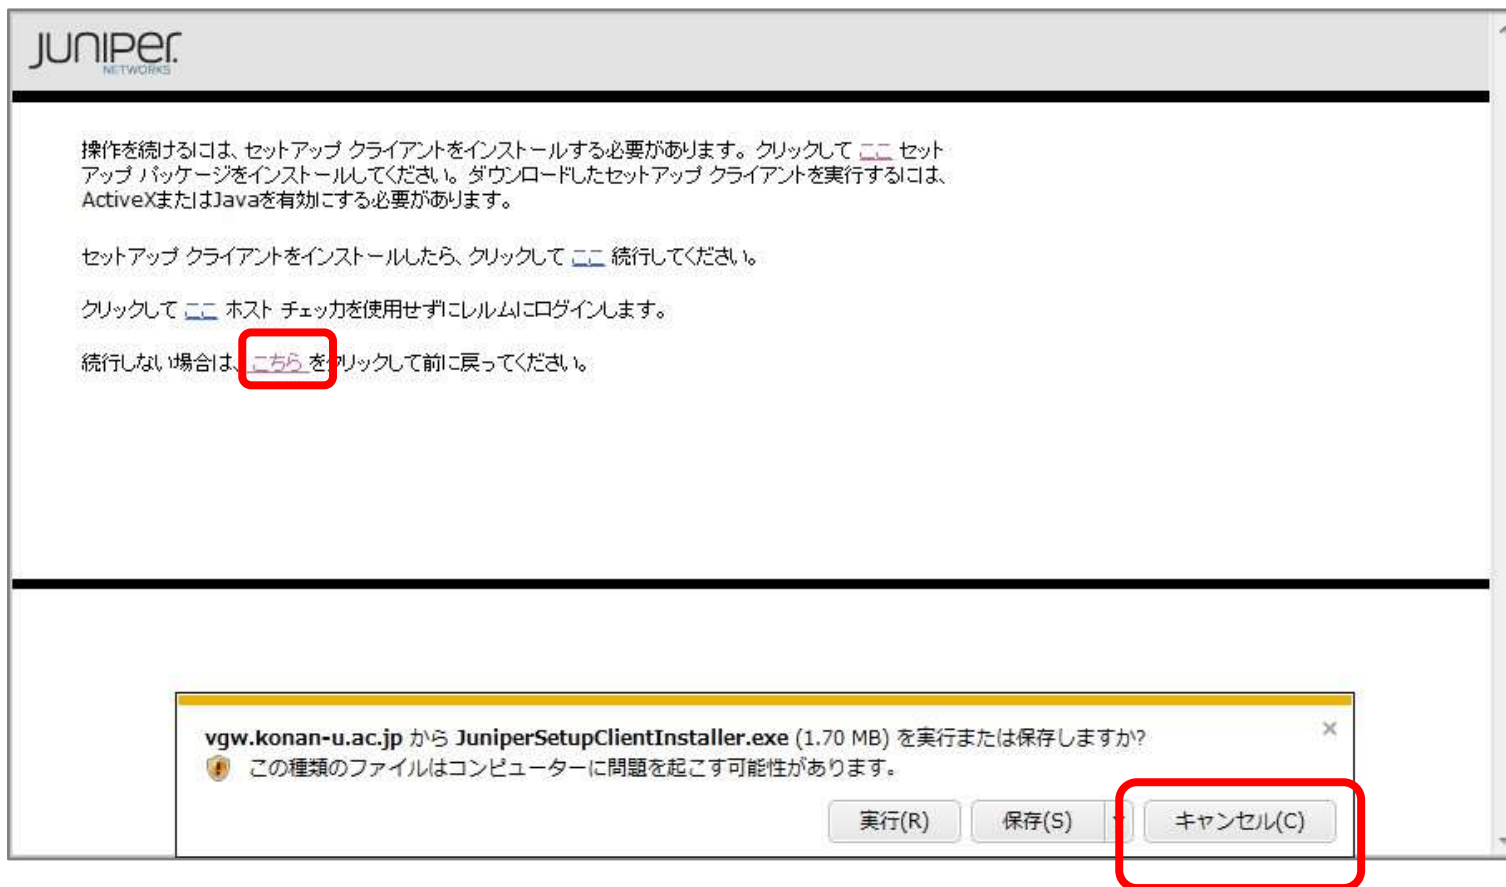 JUNIPER
NETWORKS
操作を続けるには、セットアップ クライアントをインストールする必要があります。クリックして ここ セット
アップ パッケージをインストールしてください。ダウンロードしたセットアップ クライアントを実行するには、
ActiveXまたはJavaを有効にする必要があります。
セットアップ クライアントをインストールしたら、クリックして ここ 続行してください。
クリックして ここ ホスト チェッカを使用せずにレルムにログインします。
続行しない場合は、 こちら をクリックして前に戻ってください。
vgw.konan-u.ac.jp から JuniperSetupClientInstaller.exe (1.70 MB) を実行または保存しますか?
この種類のファイルはコンピューターに問題を起こす可能性があります。
実行(R) 保存(S) キャンセル(C)